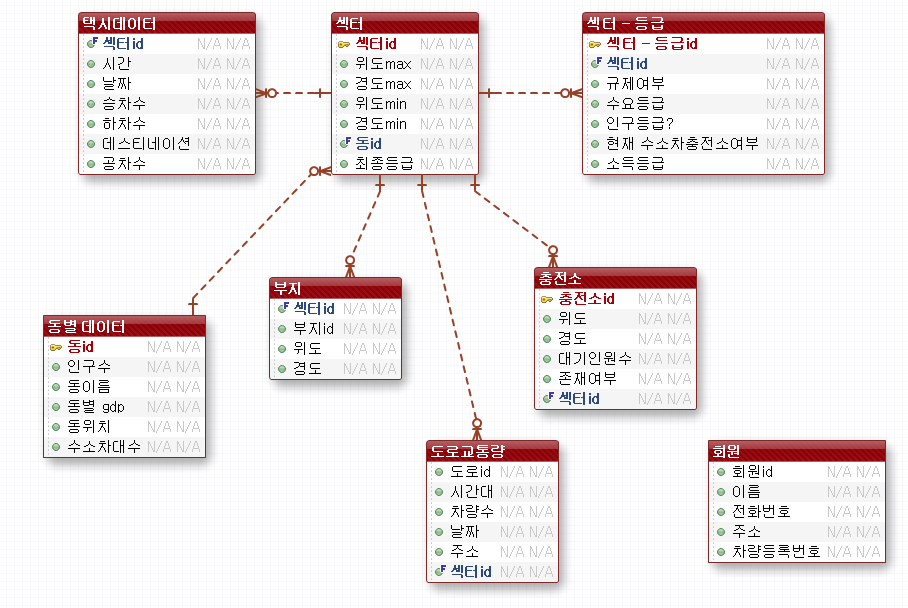 택시데이터
섹터id N/A N/A
시간 N/A N/A
날짜 N/A N/A
승차수 N/A N/A
하차수 N/A N/A
데스티네이션 N/A N/A
공차수 N/A N/A
섹터
섹터id N/A N/A
위도max N/A N/A
경도max N/A N/A
위도min N/A N/A
경도min N/A N/A
동id N/A N/A
최종등급 N/A N/A
섹터 - 등급
섹터 - 등급id N/A N/A
섹터id N/A N/A
규제여부 N/A N/A
수요등급 N/A N/A
인구등급? N/A N/A
현재 수소차충전소여부 N/A N/A
소득등급 N/A N/A
동별 데이터
동id N/A N/A
인구수 N/A N/A
동이름 N/A N/A
동별 gdp N/A N/A
동위치 N/A N/A
수소차대수 N/A N/A
부지
섹터id N/A N/A
부지id N/A N/A
위도 N/A N/A
경도 N/A N/A
충전소
충전소id N/A N/A
위도 N/A N/A
경도 N/A N/A
대기인원수 N/A N/A
존재여부 N/A N/A
섹터id N/A N/A
도로교통량
도로id N/A N/A
시간대 N/A N/A
차량수 N/A N/A
날짜 N/A N/A
주소 N/A N/A
섹터id N/A N/A
회원
회원id N/A N/A
이름 N/A N/A
전화번호 N/A N/A
주소 N/A N/A
차량등록번호 N/A N/A